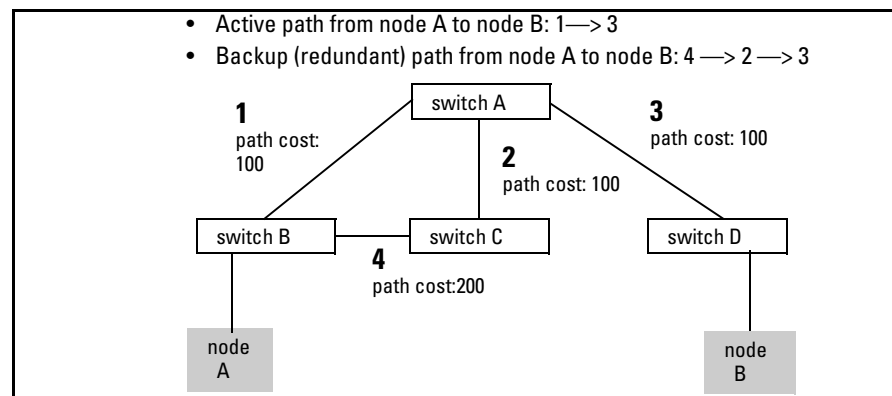 • Active path from node A to node B: 1—> 3
• Backup (redundant) path from node A to node B: 4 —> 2 —> 3
switch A
1
path cost:
100
3
path cost: 100
2
path cost: 100
switch B
switch C
switch D
4
path cost:200
node
A
node
B